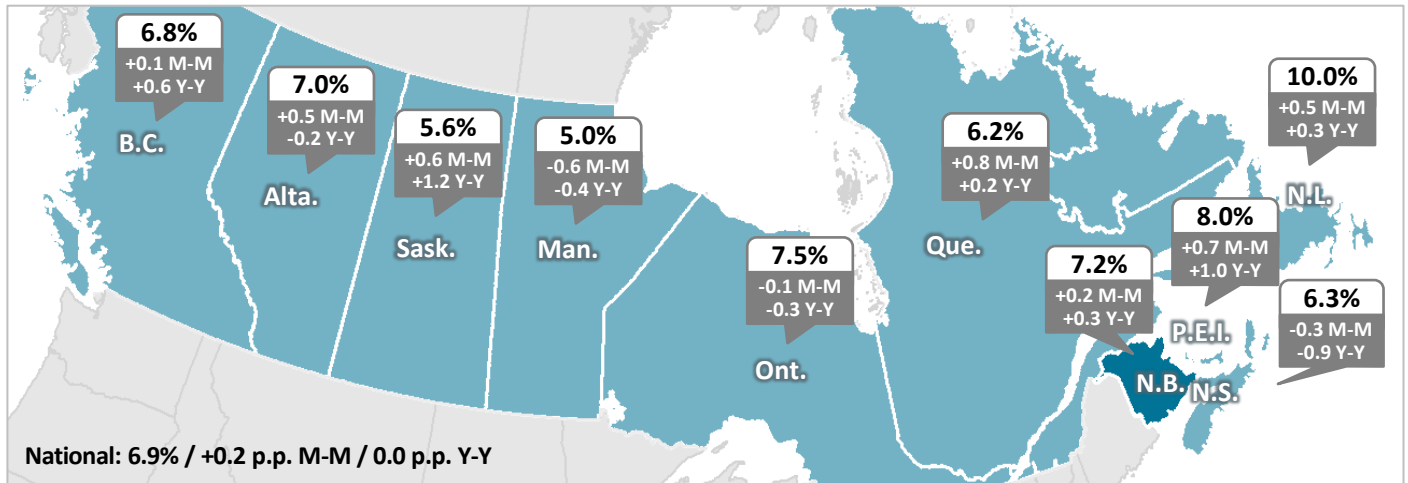 6.8%
+0.1 M-M
+0.6 Y-Y
B.C.
7.0%
+0.5 M-M
-0.2 Y-Y
Alta.
5.6%
+0.6 M-M
+1.2 Y-Y
Sask.
5.0%
-0.6 M-M
-0.4 Y-Y
Man.
7.5%
-0.1 M-M
-0.3 Y-Y
Ont.
6.2%
+0.8 M-M
+0.2 Y-Y
Que.
7.2%
+0.2 M-M
+0.3 Y-Y
N.B.
10.0%
+0.5 M-M
+0.3 Y-Y
N.L.
8.0%
+0.7 M-M
+1.0 Y-Y
P.E.I.
6.3%
-0.3 M-M
-0.9 Y-Y
N.S.
National: 6.9% / +0.2 p.p. M-M / 0.0 p.p. Y-Y